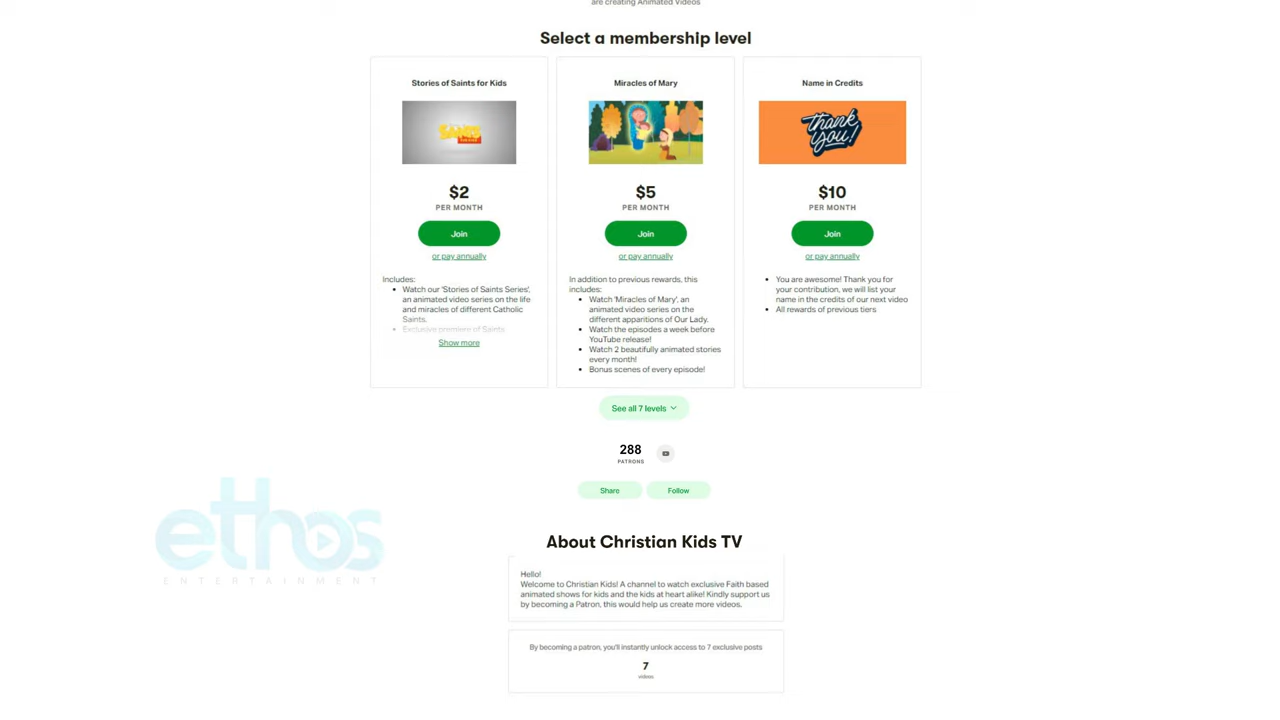 are creating Animated Videos
Select a membership level
Stories of Saints for Kids
SAINTS
$2
PER MONTH
Join
or pay annually
Includes:
Watch our 'Stories of Saints Series',
an animated video series on the life
and miracles of different Catholic
Saints.
Exclusive premiere of Saints
Show more
Miracles of Mary
$5
PER MONTH
Join
or pay annually
In addition to previous rewards, this
includes:
Watch 'Miracles of Mary', an
animated video series on the
different apparitions of Our Lady.
Watch the episodes a week before
YouTube release!
Watch 2 beautifully animated stories
every month!
Bonus scenes of every episode!
Name in Credits
thank
you!
$10
PER MONTH
Join
or pay annually
You are awesome! Thank you for
your contribution, we will list your
name in the credits of our next video
All rewards of previous tiers
See all 7 levels
288
PATRONS
Share Follow
ethos
ENTERTAINMENT
About Christian Kids TV
Hello!
Welcome to Christian Kids! A channel to watch exclusive Faith based
animated shows for kids and the kids at heart alike! Kindly support us
by becoming a Patron, this would help us create more videos.
By becoming a patron, you'll instantly unlock access to 7 exclusive posts
7
videos